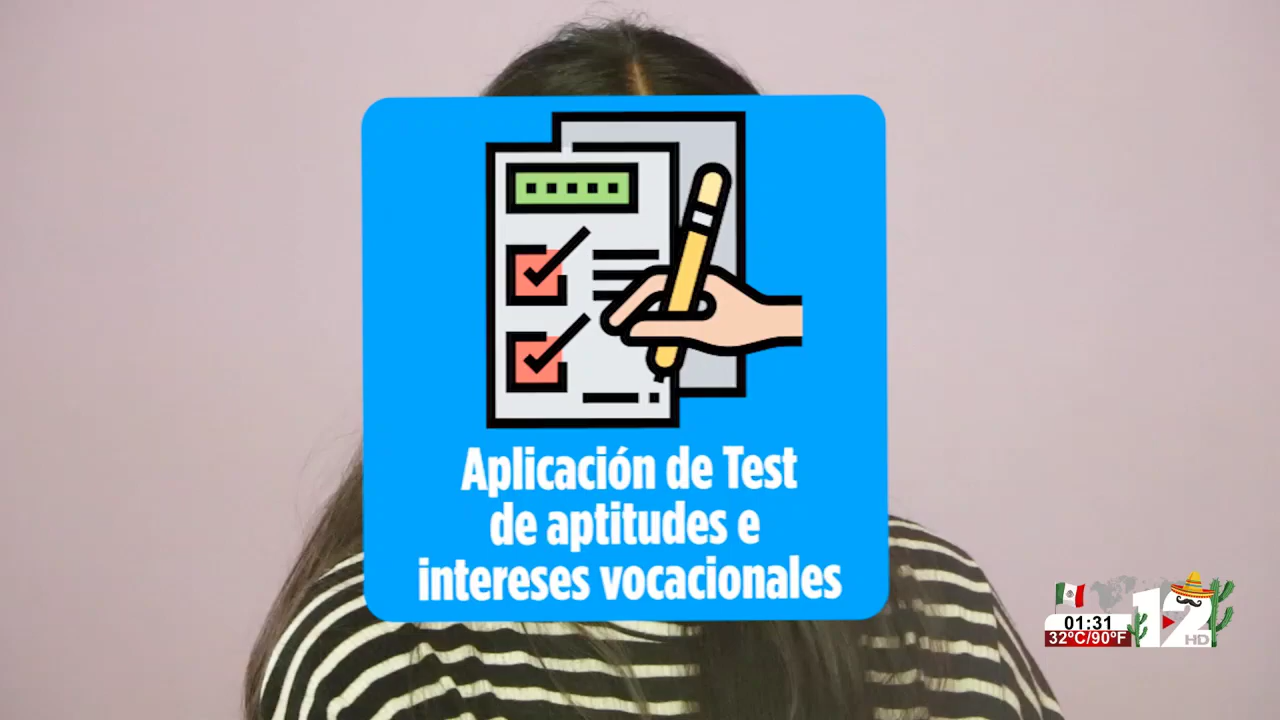 Aplicación de Test
de aptitudes e
intereses vocacionales
01:31
32°C/90°F
12
HD